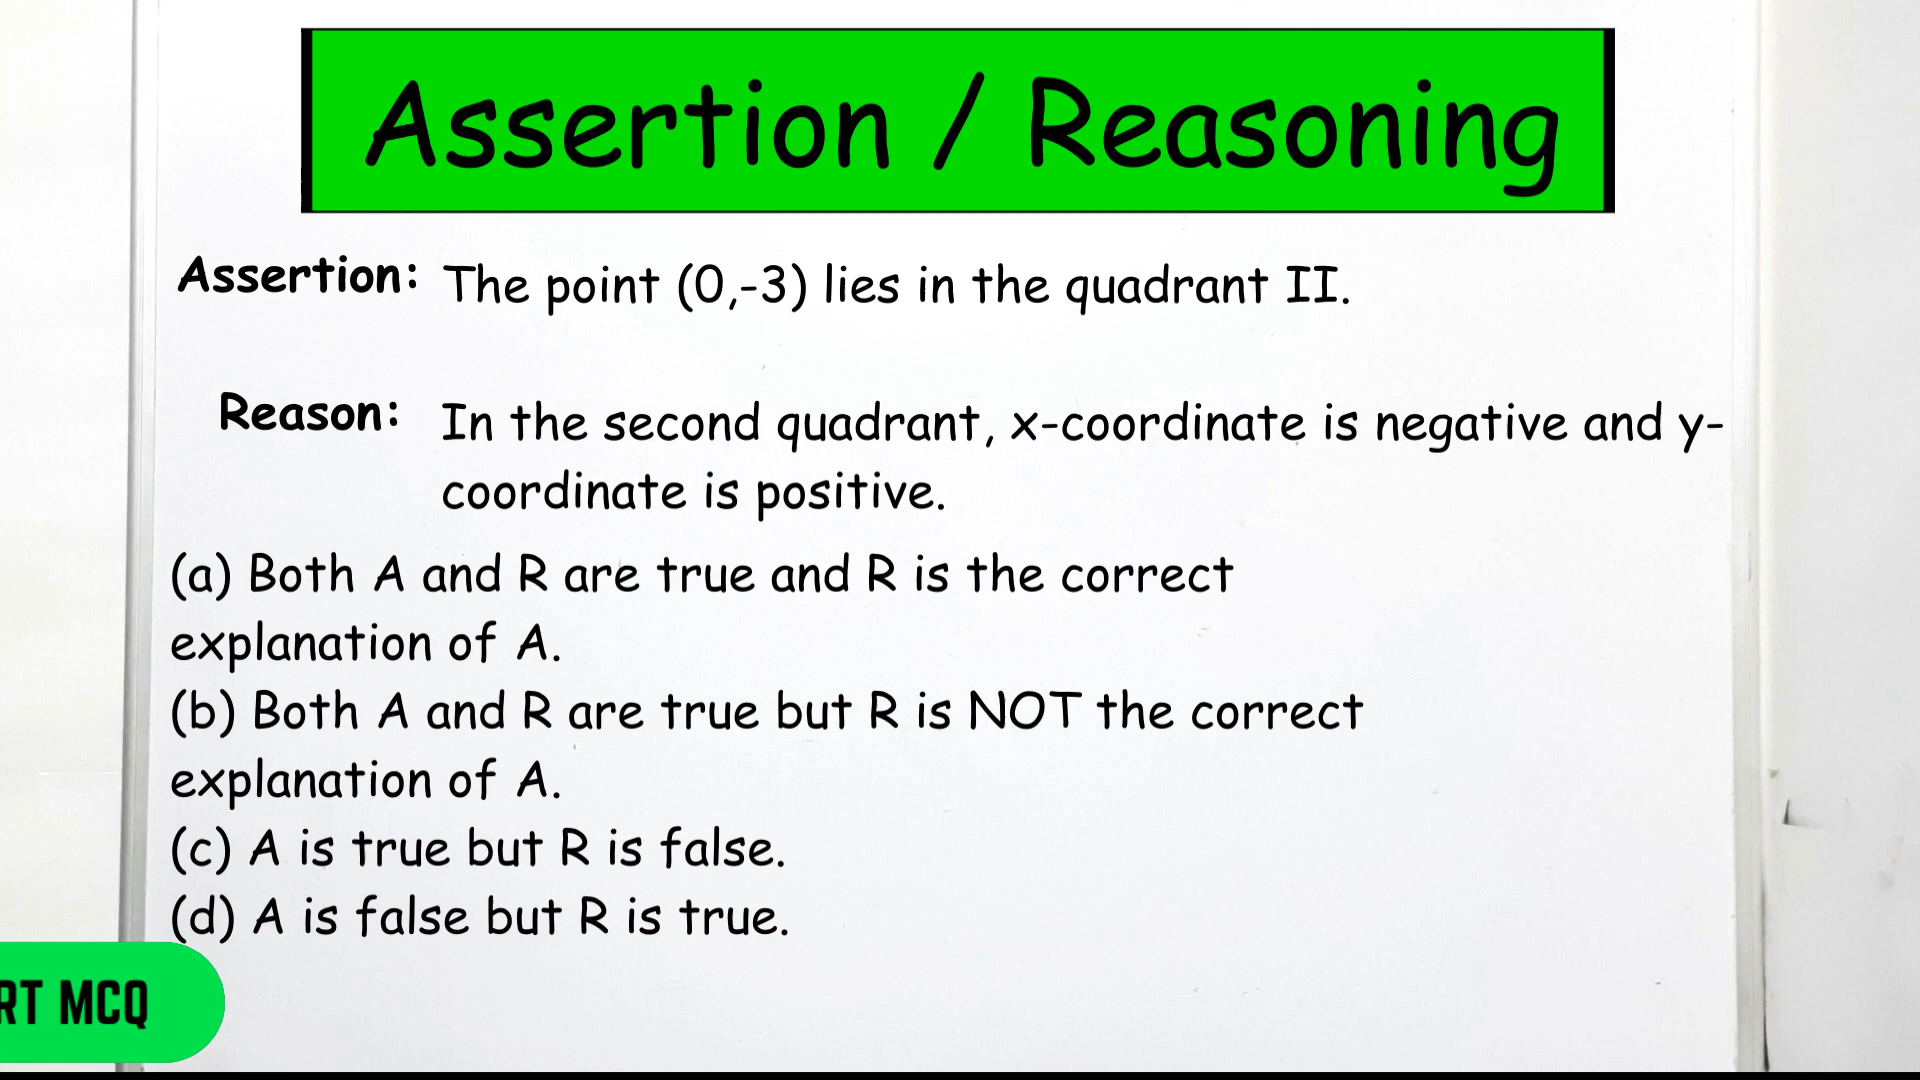 Assertion / Reasoning
Assertion: The point (0,-3) lies in the quadrant II.
Reason: In the second quadrant, x-coordinate is negative and y-
coordinate is positive.
(a) Both A and R are true and R is the correct
explanation of A.
(b) Both A and R are true but R is NOT the correct
explanation of A.
(c) A is true but R is false.
(d) A is false but R is true.
RT MCQ